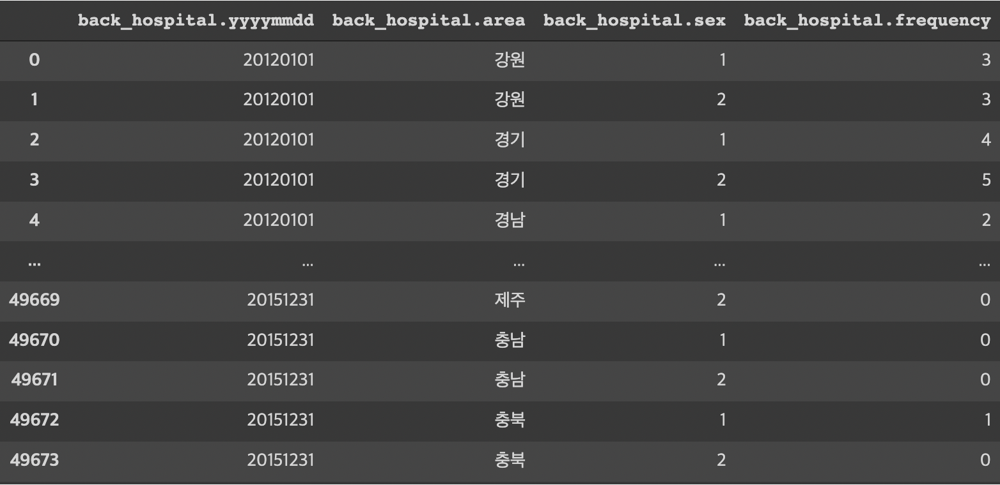 back_hospital.yyyymmdd back_hospital.area back_hospital.sex back_hospital.frequency
0 20120101 강원 1 3
1 20120101 강원 2 3
2 20120101 경기 1 4
3 20120101 경기 2 5
4 20120101 경남 1 2
... ... ... ... ...
49669 20151231 제주 2 0
49670 20151231 충남 1 0
49671 20151231 충남 2 0
49672 20151231 충북 1 1
49673 20151231 충북 2 0